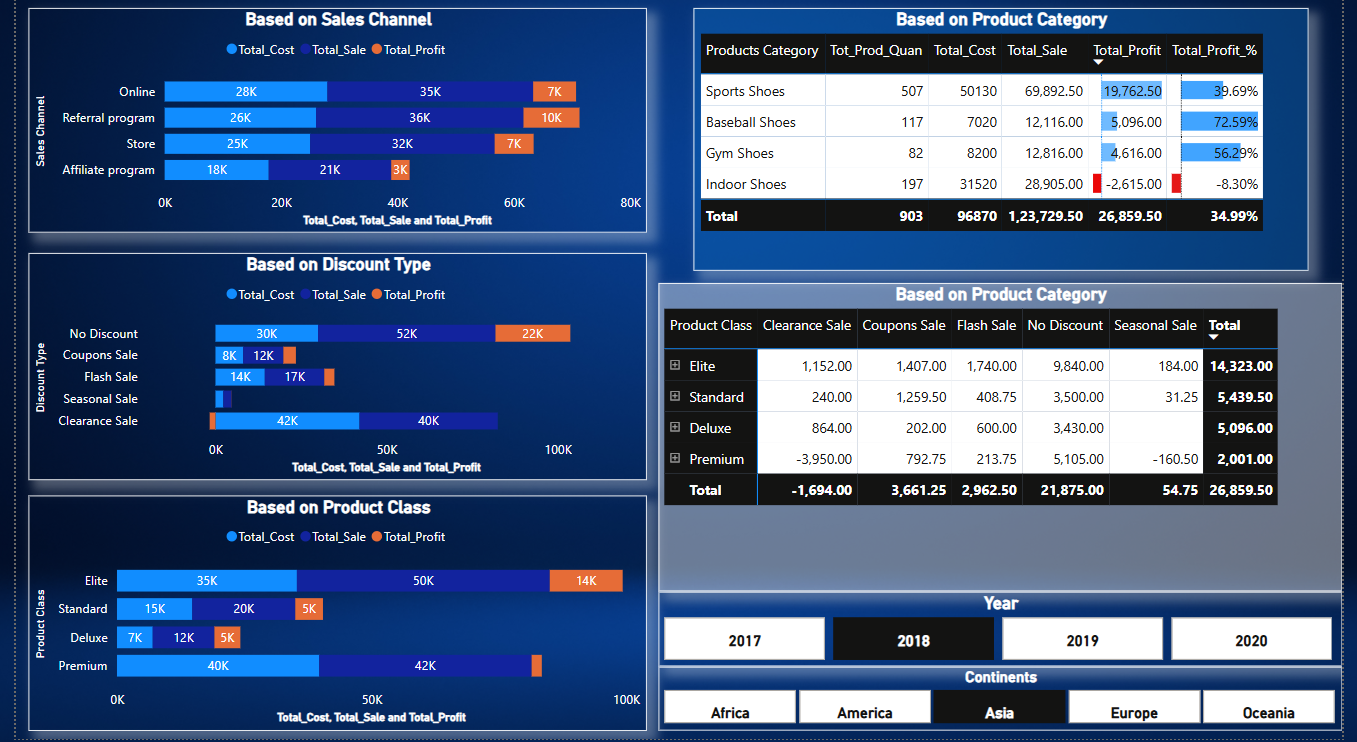 Based on Sales Channel
Total_Cost Total_Sale Total_Profit
Sales Channel
Online 28K 35K 7K
Referral program 26K 36K 10K
Store 25K 32K 7K
Affiliate program 18K 21K 3K
0K 20K 40K 60K 80K
Total_Cost, Total_Sale and Total_Profit
Based on Discount Type
Total_Cost Total_Sale Total_Profit
Discount Type
No Discount 30K 52K 22K
Coupons Sale 8K 12K
Flash Sale 14K 17K
Seasonal Sale
Clearance Sale 42K 40K
0K 50K 100K
Total_Cost, Total_Sale and Total_Profit
Based on Product Class
Total_Cost Total_Sale Total_Profit
Product Class
Elite 35K 50K 14K
Standard 15K 20K 5K
Deluxe 7K 12K 5K
Premium 40K 42K
0K 50K 100K
Total_Cost, Total_Sale and Total_Profit
Based on Product Category
Products Category Tot_Prod_Quan Total_Cost Total_Sale Total_Profit Total_Profit_%
Sports Shoes 507 50130 69,892.50 19,762.50 39.69%
Baseball Shoes 117 7020 12,116.00 5,096.00 72.59%
Gym Shoes 82 8200 12,816.00 4,616.00 56.29%
Indoor Shoes 197 31520 28,905.00 -2,615.00 -8.30%
Total 903 96870 1,23,729.50 26,859.50 34.99%
Based on Product Category
Product Class Clearance Sale Coupons Sale Flash Sale No Discount Seasonal Sale Total
Elite 1,152.00 1,407.00 1,740.00 9,840.00 184.00 14,323.00
Standard 240.00 1,259.50 408.75 3,500.00 31.25 5,439.50
Deluxe 864.00 202.00 600.00 3,430.00 5,096.00
Premium -3,950.00 792.75 213.75 5,105.00 -160.50 2,001.00
Total -1,694.00 3,661.25 2,962.50 21,875.00 54.75 26,859.50
Year
2017 2018 2019 2020
Continents
Africa America Asia Europe Oceania